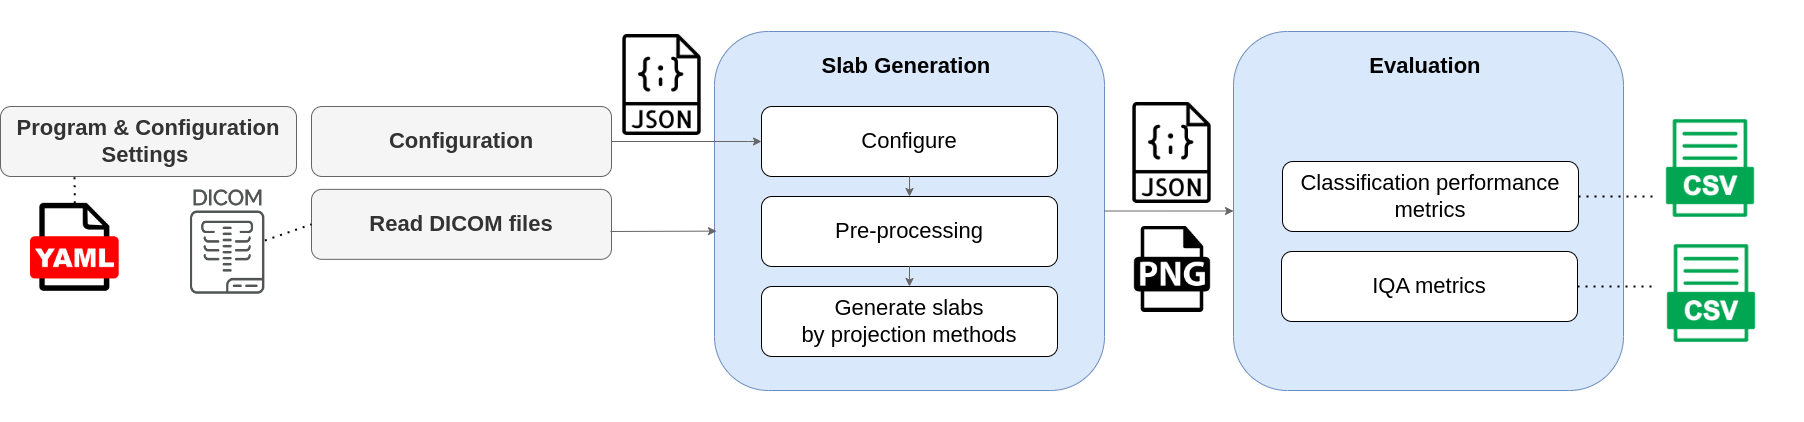 Program & Configuration
Settings
YAML
DICOM
Configuration
Read DICOM files
{;}
JSON
Slab Generation
Configure
Pre-processing
Generate slabs
by projection methods
{;}
JSON
PNG
Evaluation
Classification performance
metrics
IQA metrics
CSV
CSV